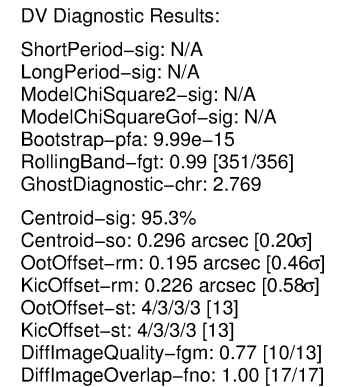 DV Diagnostic Results:
ShortPeriod−sig: N/A
LongPeriod−sig: N/A
ModelChiSquare2−sig: N/A
ModelChiSquareGof−sig: N/A
Bootstrap−pfa: 9.99e−15
RollingBand−fgt: 0.99 [351/356]
GhostDiagnostic−chr: 2.769
Centroid−sig: 95.3%
Centroid−so: 0.296 arcsec [0.20σ]
OotOffset−rm: 0.195 arcsec [0.46σ]
KicOffset−rm: 0.226 arcsec [0.58σ]
OotOffset−st: 4/3/3/3 [13]
KicOffset−st: 4/3/3/3 [13]
DiffImageQuality−fgm: 0.77 [10/13]
DiffImageOverlap−fno: 1.00 [17/17]